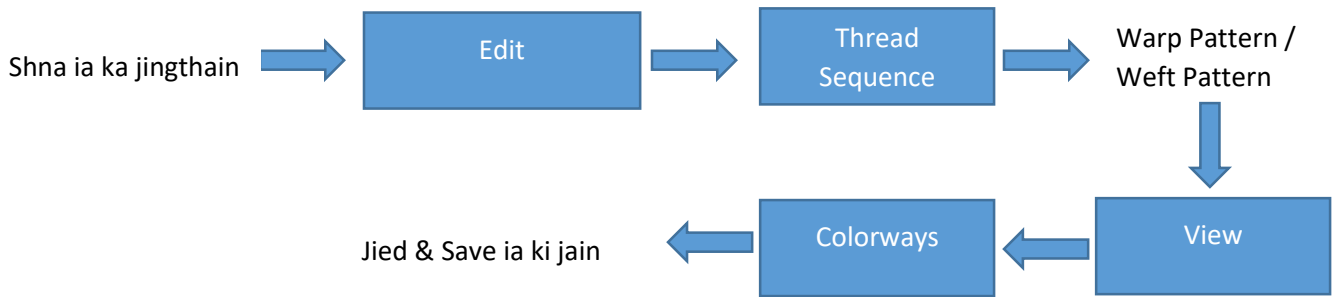 Shna ia ka jingthain
Edit
Thread
Sequence
Warp Pattern /
Weft Pattern
View
Colorways
Jied & Save ia ki jain